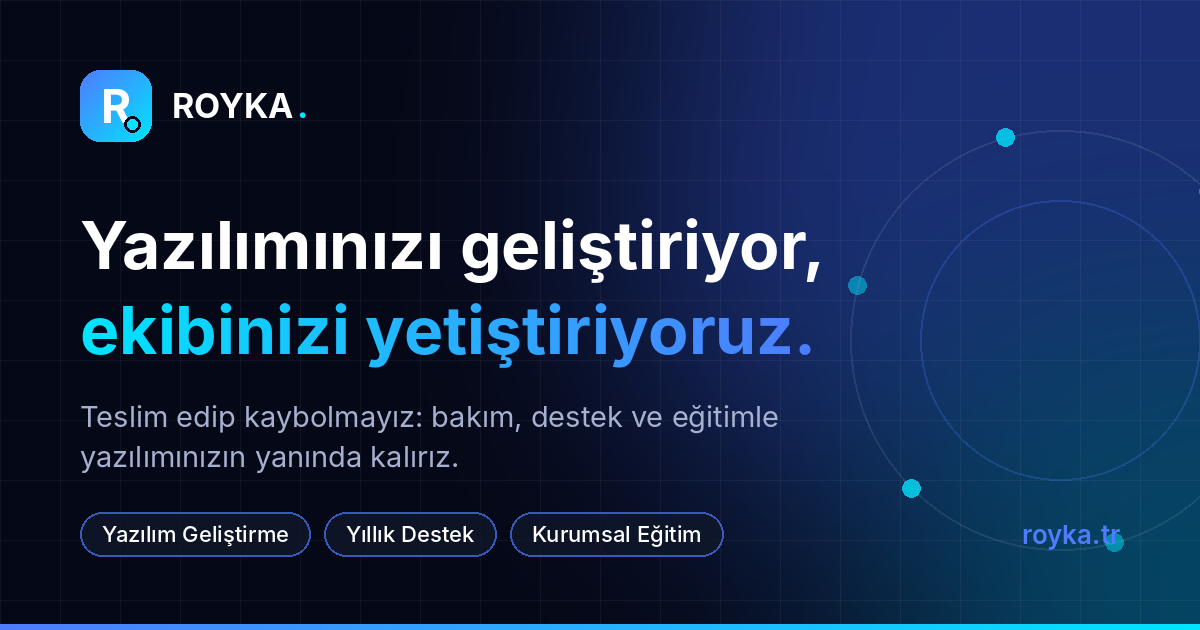 R
ROYKA.
Yazılımınızı geliştiriyor,
ekibinizi yetiştiriyoruz.
Teslim edip kaybolmayız: bakım, destek ve eğitimle
yazılımınızın yanında kalırız.
Yazılım Geliştirme
Yıllık Destek
Kurumsal Eğitim
royka.tr